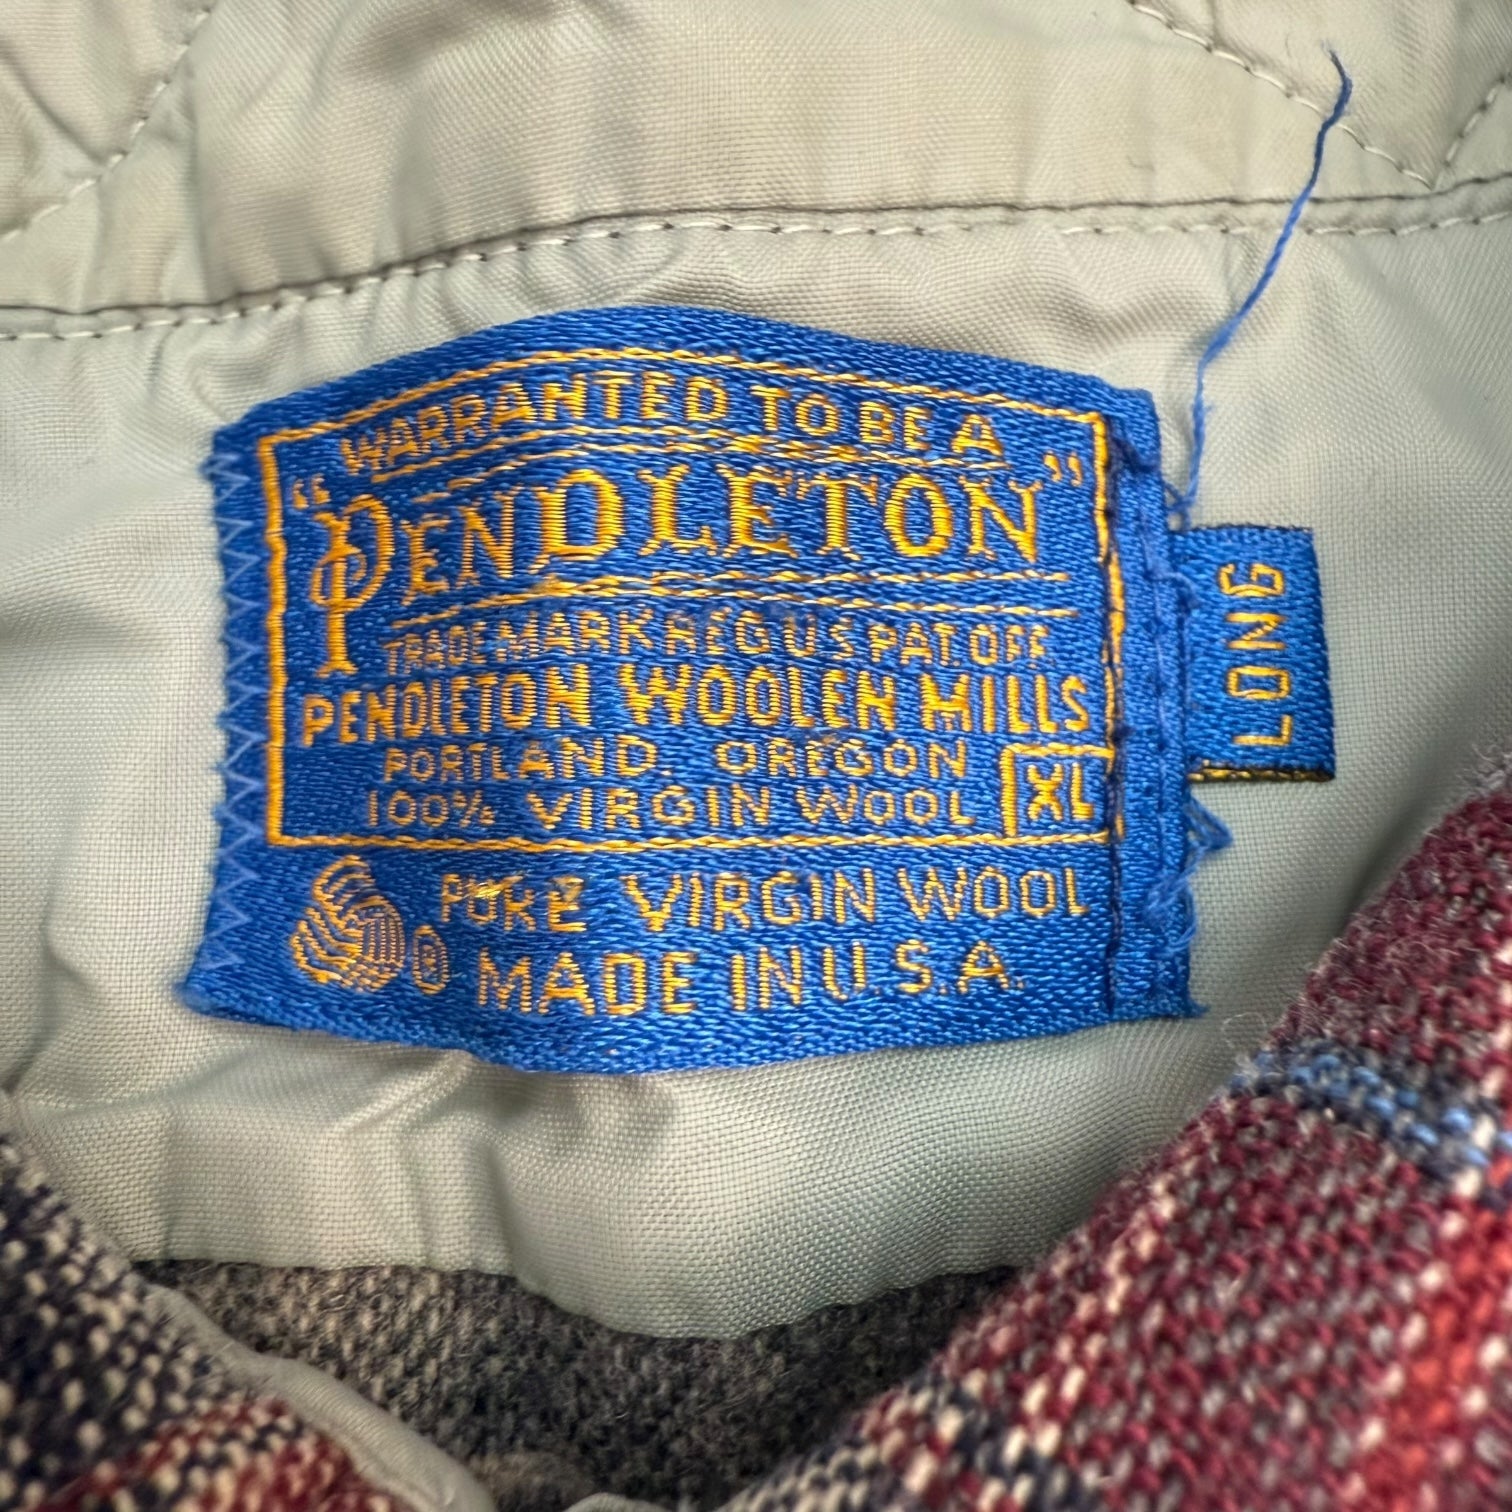 WARRANTED TO BE A
"PENDLETON"
TRADE MARK REG U S PAT. OFF.
PENDLETON WOOLEN MILLS
PORTLAND, OREGON
100% VIRGIN WOOL
XL
® PURE VIRGIN WOOL
MADE IN U.S.A.
LONG